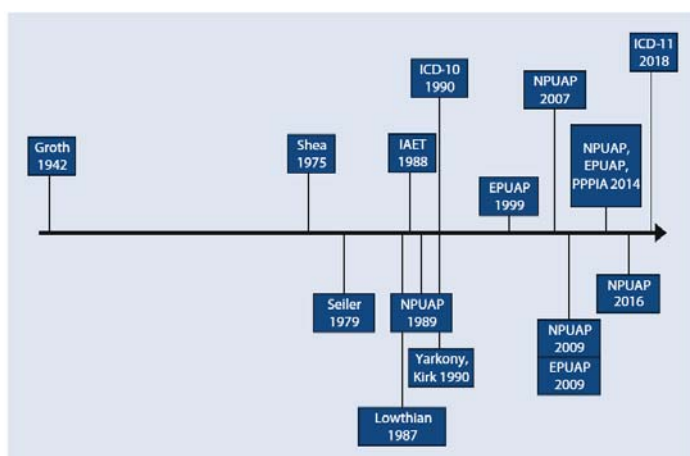 ICD-11
2018
ICD-10
1990
NPUAP
2007
Groth
1942
Shea
1975
IAET
1988
NPUAP,
EPUAP,
PPPIA 2014
EPUAP
1999
Seiler
1979
NPUAP
1989
NPUAP
2016
Yarkony,
Kirk 1990
NPUAP
2009
EPUAP
2009
Lowthian
1987